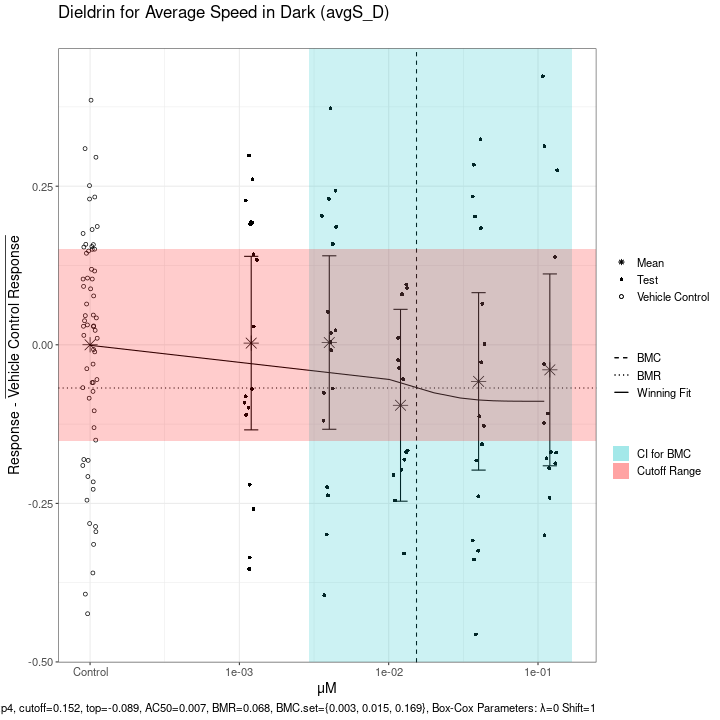 Dieldrin for Average Speed in Dark (avgS_D)
Response - Vehicle Control Response
0.25
0.00
-0.25
-0.50
Control
1e-03
1e-02
1e-01
μM
Mean
Test
Vehicle Control
BMC
BMR
Winning Fit
CI for BMC
Cutoff Range
p4, cutoff=0.152, top=-0.089, AC50=0.007, BMR=0.068, BMC.set={0.003, 0.015, 0.169}, Box-Cox Parameters: λ=0 Shift=1